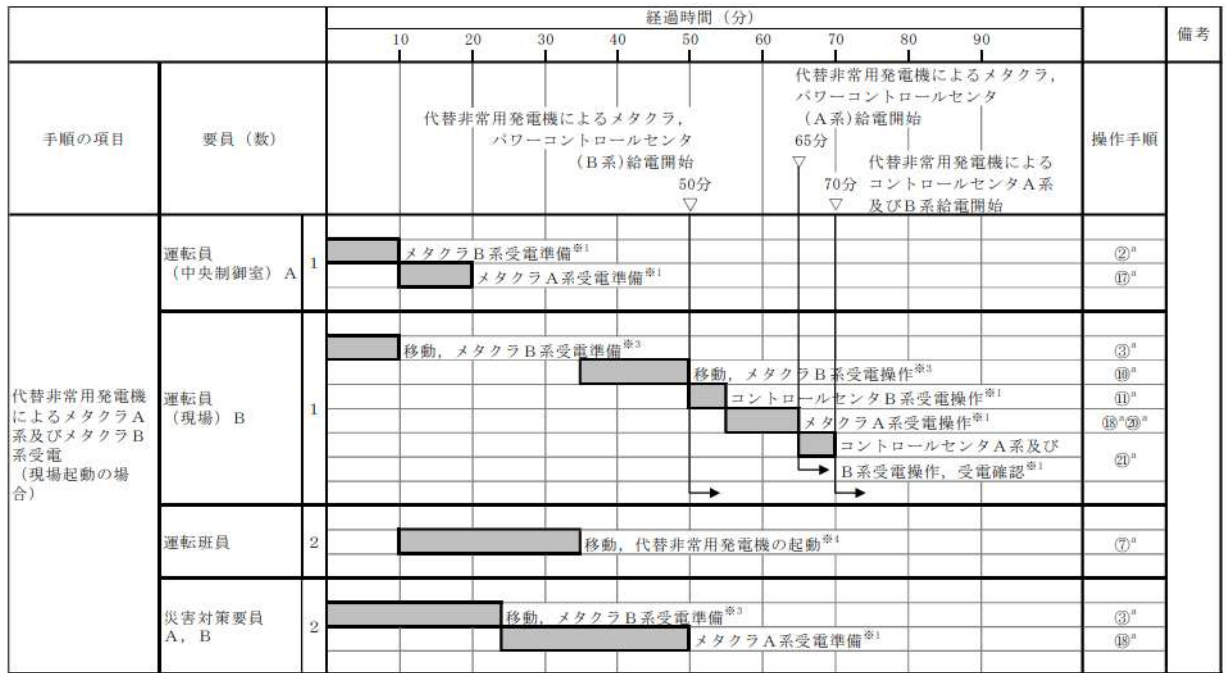 経過時間（分）
備考
10 20 30 40 50 60 70 80 90
手順の項目
要員（数）
操作手順
代替非常用発電機によるメタクラ，
パワーコントロールセンタ
（B系）給電開始
50分
▽
代替非常用発電機によるメタクラ，
パワーコントロールセンタ
（A系）給電開始
65分
▽
代替非常用発電機による
70分 コントロールセンタA系
▽ 及びB系給電開始
代替非常用発電機
によるメタクラA
系及びメタクラB
系受電
（現場起動の場
合）
運転員
（中央制御室）A
1
メタクラB系受電準備※1
②a
メタクラA系受電準備※1
⑰a
運転員
（現場）B
1
移動，メタクラB系受電準備※3
③a
移動，メタクラB系受電操作※3
⑩a
コントロールセンタB系受電操作※1
⑪a
メタクラA系受電操作※1
⑱a⑳a
コントロールセンタA系及び
B系受電操作，受電確認※1
㉑a
運転班員
2
移動，代替非常用発電機の起動※4
⑦a
災害対策要員
A，B
2
移動，メタクラB系受電準備※3
③a
メタクラA系受電準備※1
⑱a